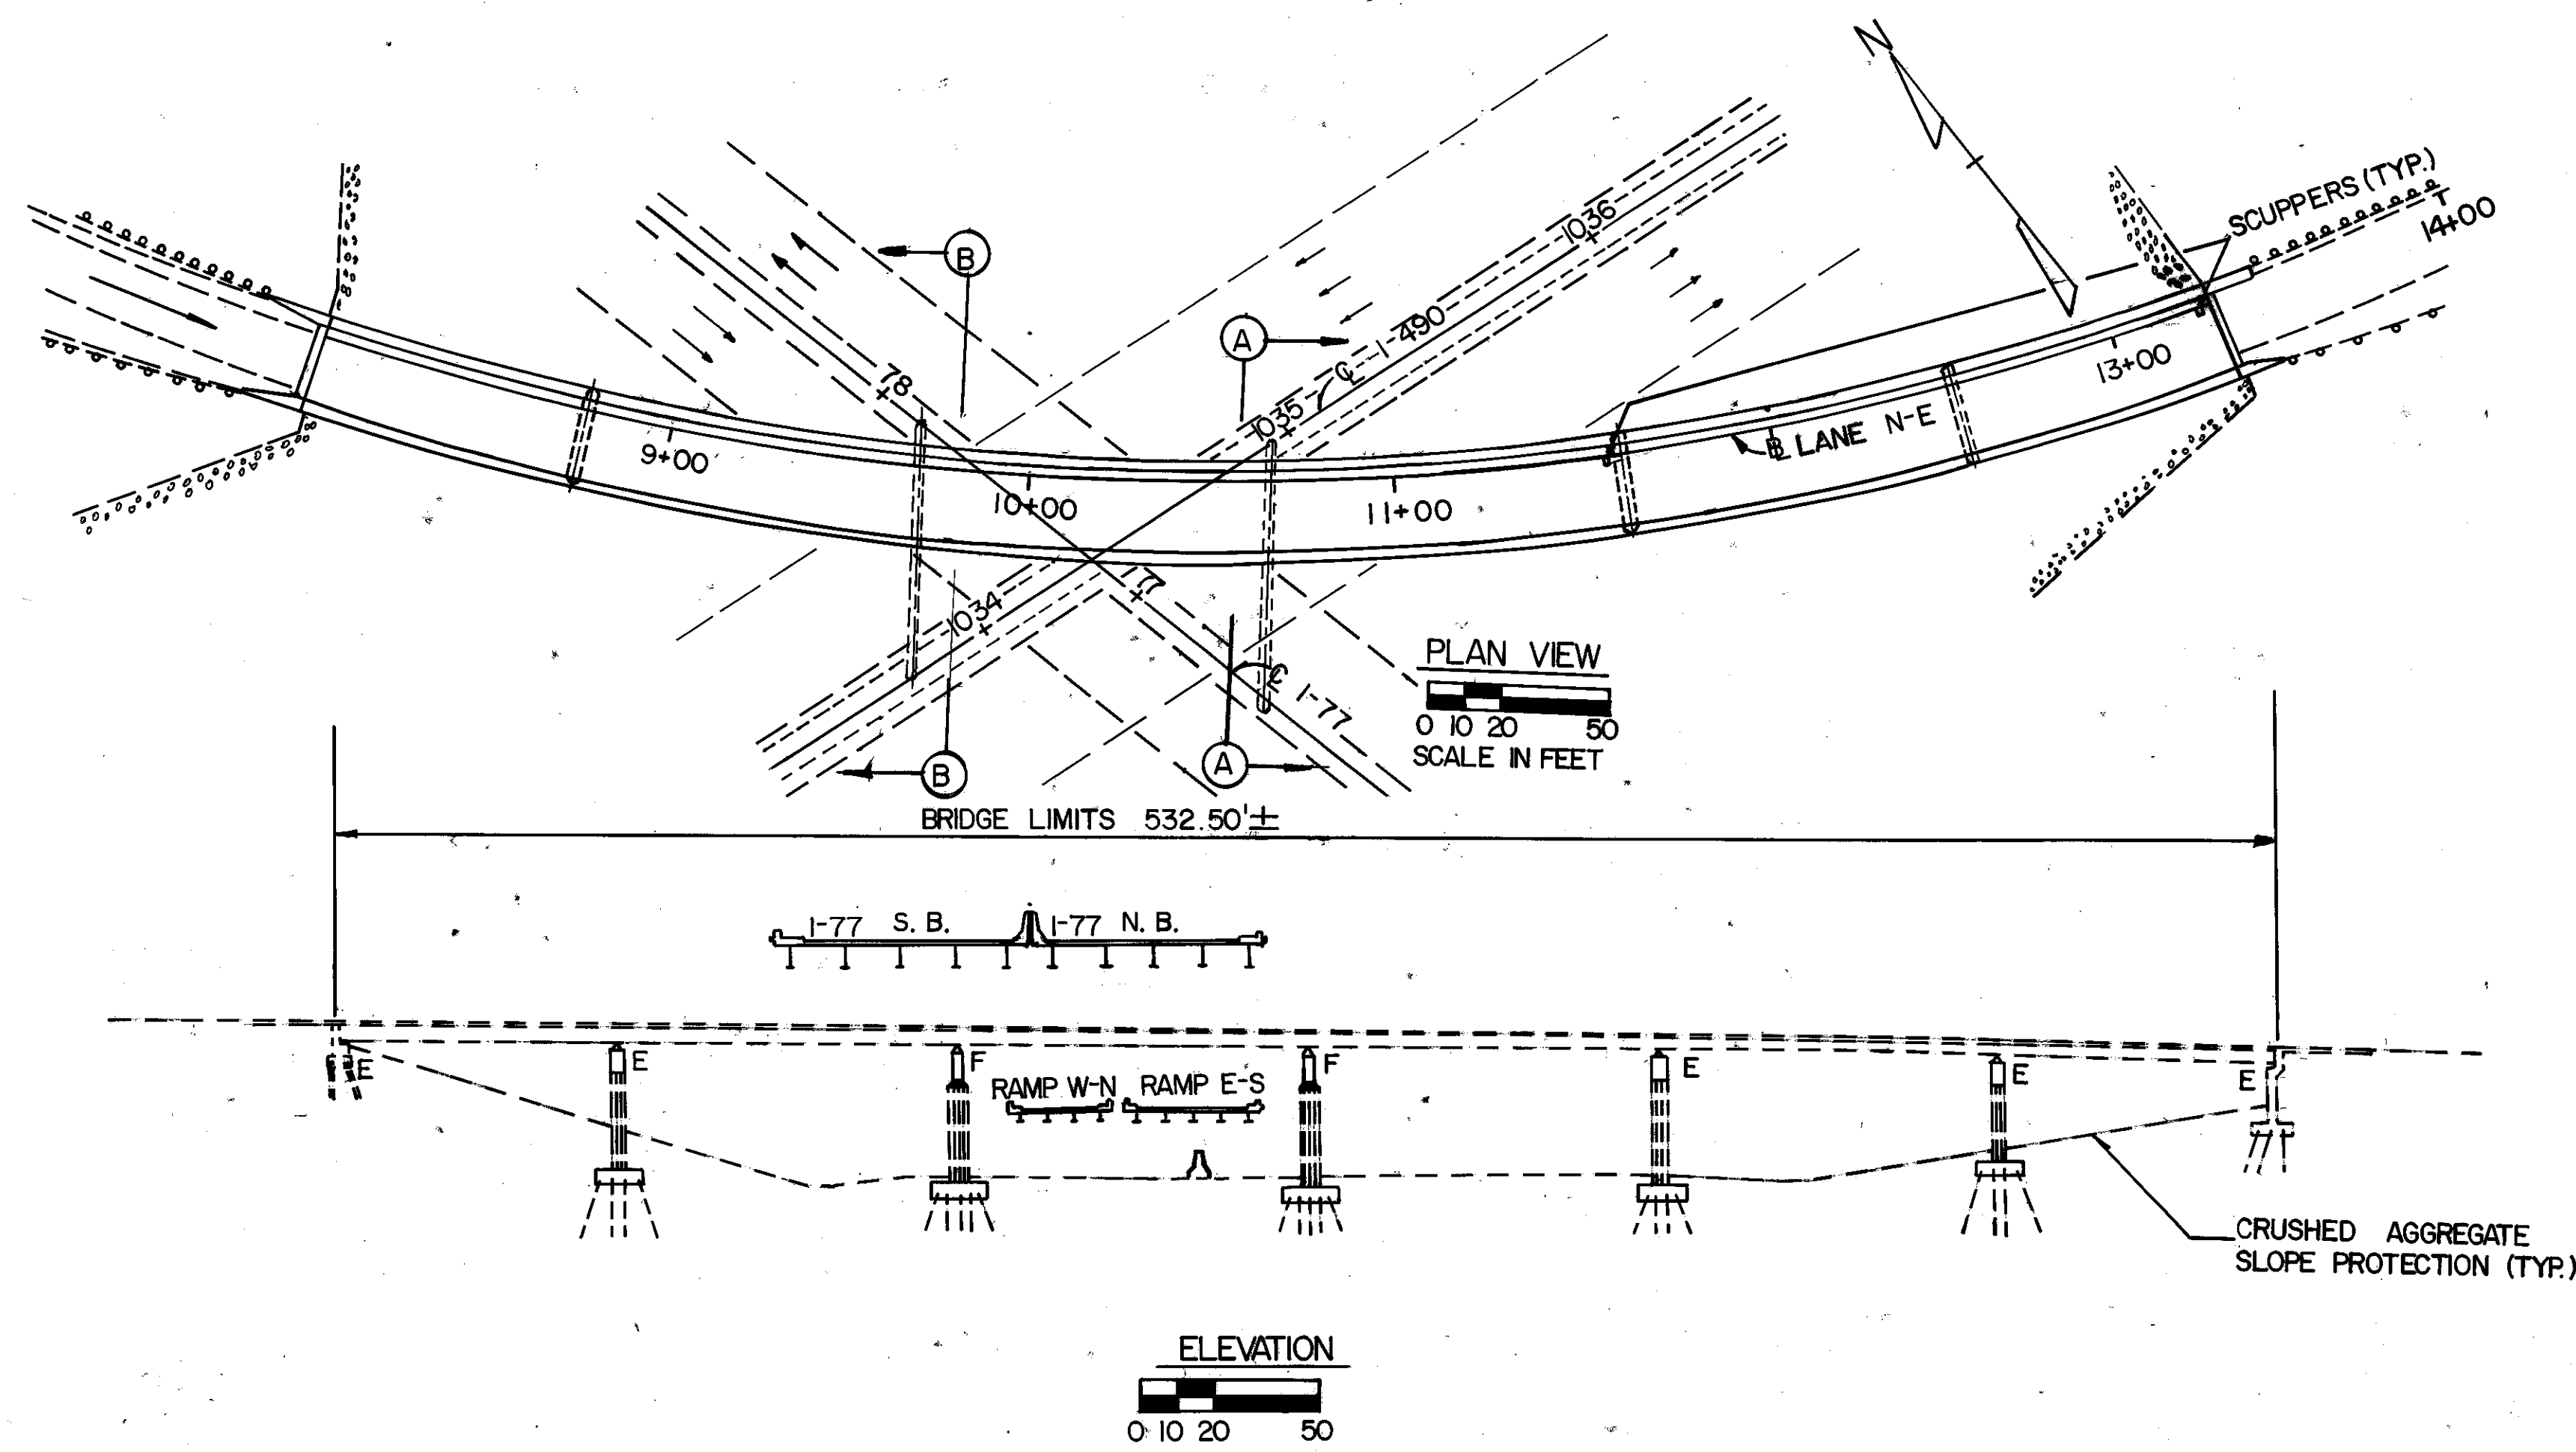 N
SCUPPERS (TYP.)
14+00
B
A
1036
℄ I-490
1035
78
13+00
9+00
℄ LANE N-E
10+00
11+00
77
1034
PLAN VIEW
0 10 20 50
SCALE IN FEET
℄ I-77
B
A
BRIDGE LIMITS 532.50'±
I-77 S. B.
I-77 N. B.
E
E
F
RAMP W-N
RAMP E-S
F
E
E
E
CRUSHED AGGREGATE
SLOPE PROTECTION (TYP.)
ELEVATION
0 10 20 50